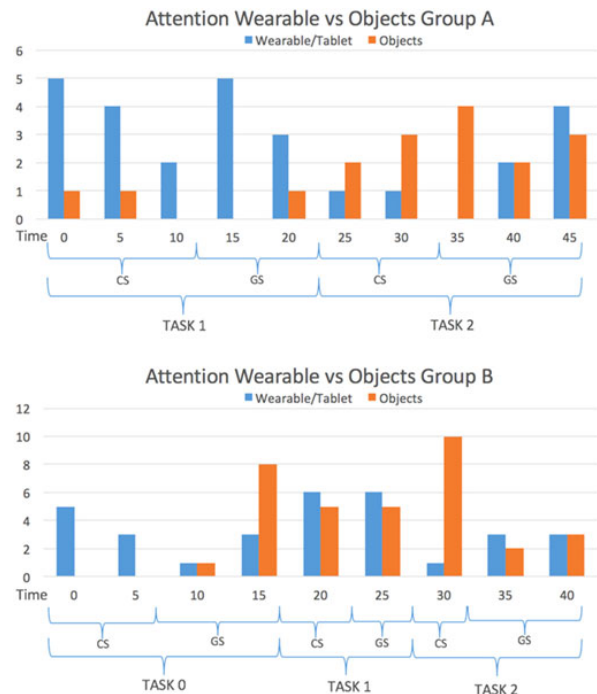 Attention Wearable vs Objects Group A
Wearable/Tablet Objects
6
5
4
3
2
1
0
Time 0 5 10 15 20 25 30 35 40 45
CS GS CS GS
TASK 1 TASK 2
Attention Wearable vs Objects Group B
Wearable/Tablet Objects
12
10
8
6
4
2
0
Time 0 5 10 15 20 25 30 35 40
CS GS CS GS CS GS
TASK 0 TASK 1 TASK 2